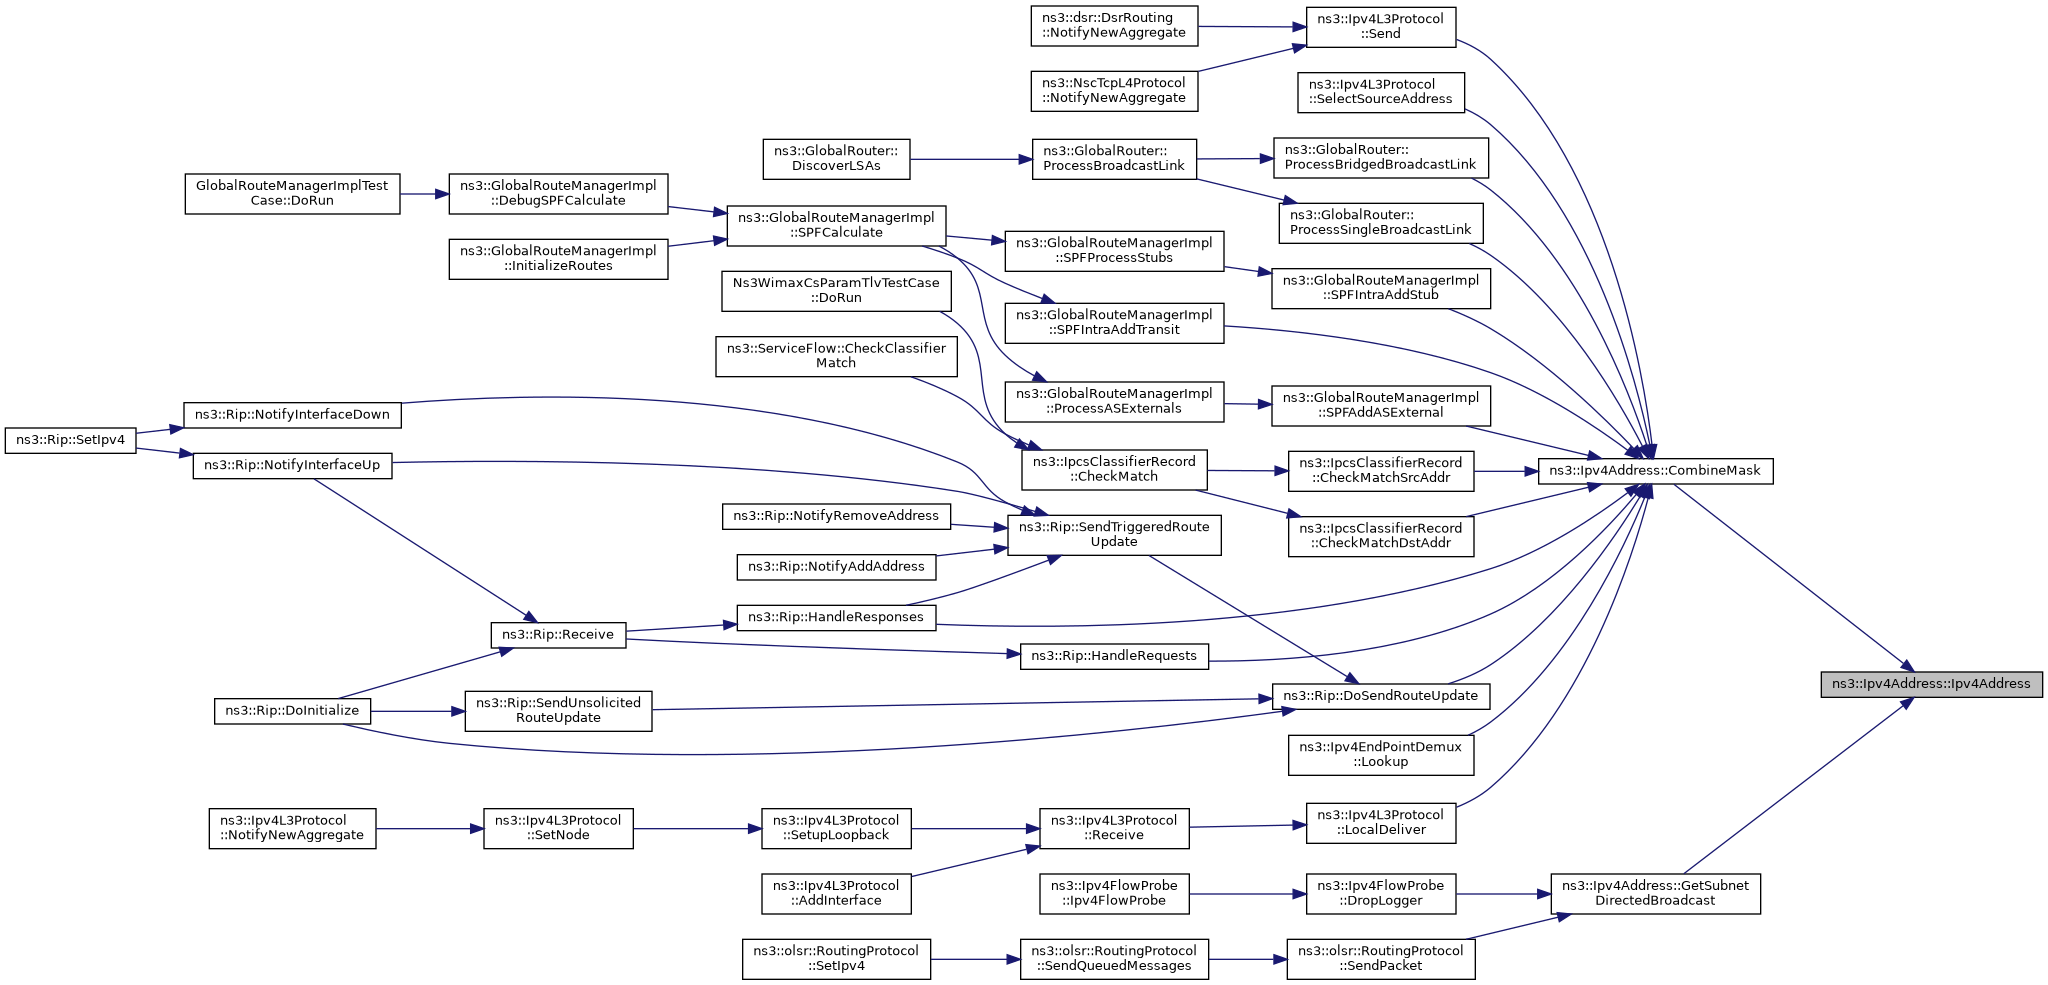 ns3::dsr::DsrRouting
::NotifyNewAggregate
ns3::Ipv4L3Protocol
::Send
ns3::NscTcpL4Protocol
::NotifyNewAggregate
ns3::Ipv4L3Protocol
::SelectSourceAddress
ns3::GlobalRouter::
DiscoverLSAs
ns3::GlobalRouter::
ProcessBroadcastLink
ns3::GlobalRouter::
ProcessBridgedBroadcastLink
GlobalRouteManagerImplTest
Case::DoRun
ns3::GlobalRouteManagerImpl
::DebugSPFCalculate
ns3::GlobalRouteManagerImpl
::SPFCalculate
ns3::GlobalRouter::
ProcessSingleBroadcastLink
ns3::GlobalRouteManagerImpl
::InitializeRoutes
ns3::GlobalRouteManagerImpl
::SPFProcessStubs
Ns3WimaxCsParamTlvTestCase
::DoRun
ns3::GlobalRouteManagerImpl
::SPFIntraAddStub
ns3::GlobalRouteManagerImpl
::SPFIntraAddTransit
ns3::ServiceFlow::CheckClassifier
Match
ns3::GlobalRouteManagerImpl
::ProcessASExternals
ns3::GlobalRouteManagerImpl
::SPFAddASExternal
ns3::Rip::NotifyInterfaceDown
ns3::Rip::SetIpv4
ns3::Rip::NotifyInterfaceUp
ns3::IpcsClassifierRecord
::CheckMatch
ns3::IpcsClassifierRecord
::CheckMatchSrcAddr
ns3::Ipv4Address::CombineMask
ns3::Rip::NotifyRemoveAddress
ns3::Rip::SendTriggeredRoute
Update
ns3::IpcsClassifierRecord
::CheckMatchDstAddr
ns3::Rip::NotifyAddAddress
ns3::Rip::HandleResponses
ns3::Rip::Receive
ns3::Rip::HandleRequests
ns3::Ipv4Address::Ipv4Address
ns3::Rip::DoInitialize
ns3::Rip::SendUnsolicited
RouteUpdate
ns3::Rip::DoSendRouteUpdate
ns3::Ipv4EndPointDemux
::Lookup
ns3::Ipv4L3Protocol
::NotifyNewAggregate
ns3::Ipv4L3Protocol
::SetNode
ns3::Ipv4L3Protocol
::SetupLoopback
ns3::Ipv4L3Protocol
::Receive
ns3::Ipv4L3Protocol
::LocalDeliver
ns3::Ipv4L3Protocol
::AddInterface
ns3::Ipv4FlowProbe
::Ipv4FlowProbe
ns3::Ipv4FlowProbe
::DropLogger
ns3::Ipv4Address::GetSubnet
DirectedBroadcast
ns3::olsr::RoutingProtocol
::SetIpv4
ns3::olsr::RoutingProtocol
::SendQueuedMessages
ns3::olsr::RoutingProtocol
::SendPacket